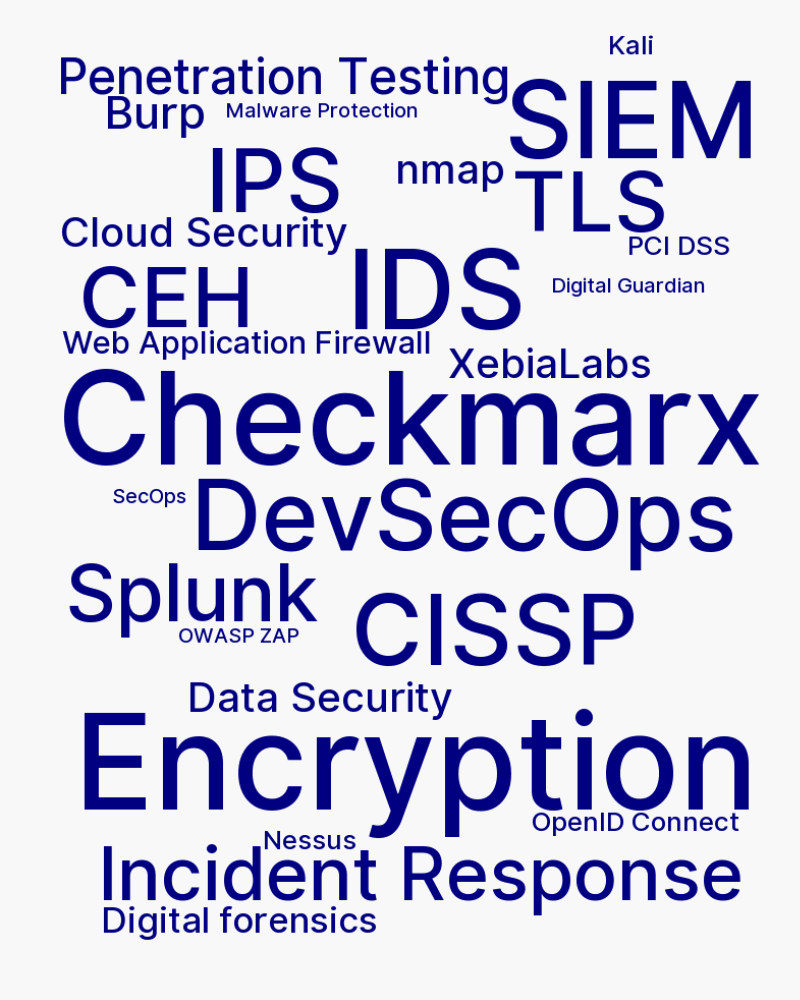 Kali
Penetration Testing
SIEM
Burp
Malware Protection
IPS
nmap
TLS
Cloud Security
PCI DSS
CEH
IDS
Digital Guardian
Web Application Firewall
XebiaLabs
Checkmarx
SecOps
DevSecOps
Splunk
CISSP
OWASP ZAP
Data Security
Encryption
OpenID Connect
Nessus
Incident Response
Digital forensics